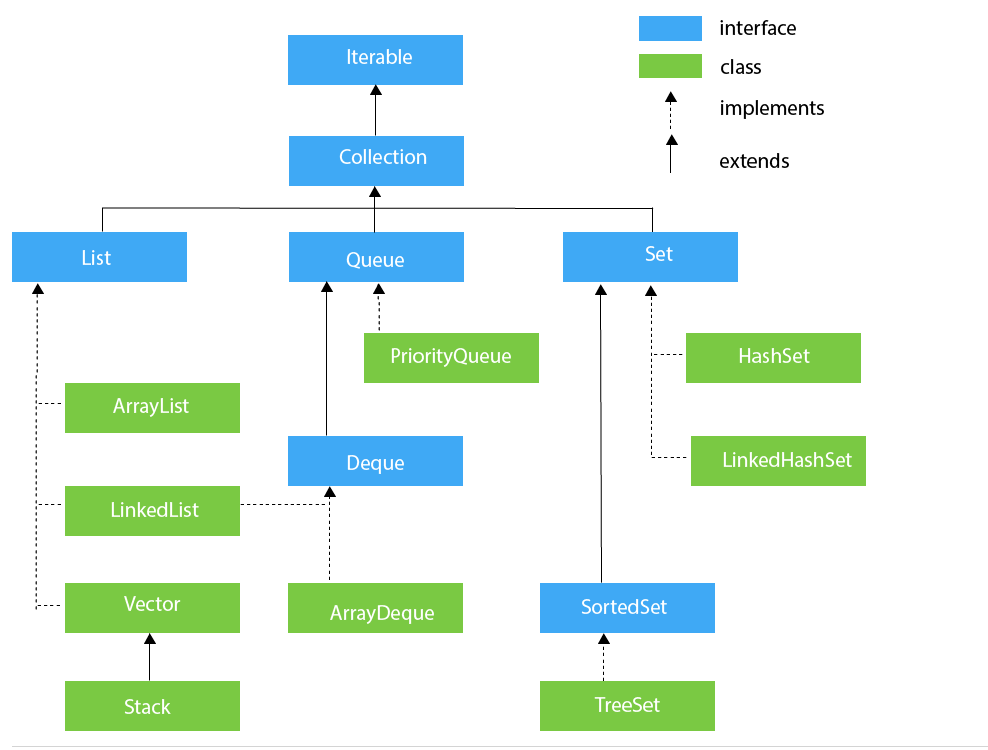 interface
class
implements
extends
Iterable
Collection
List
Queue
Set
PriorityQueue
HashSet
ArrayList
Deque
LinkedHashSet
LinkedList
Vector
ArrayDeque
SortedSet
Stack
TreeSet